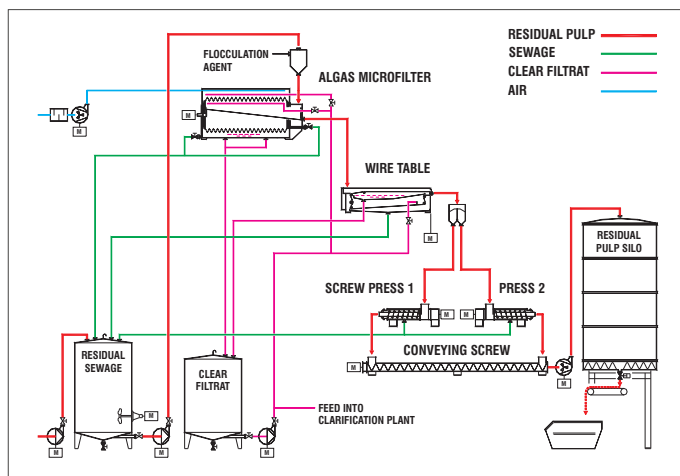 RESIDUAL PULP
SEWAGE
CLEAR FILTRAT
AIR
FLOCCULATION
AGENT
ALGAS MICROFILTER
M
M
WIRE TABLE
M
RESIDUAL
PULP SILO
SCREW PRESS 1
PRESS 2
M
M
CONVEYING SCREW
M
M
RESIDUAL
SEWAGE
CLEAR
FILTRAT
M
FEED INTO
CLARIFICATION PLANT
M
M
M